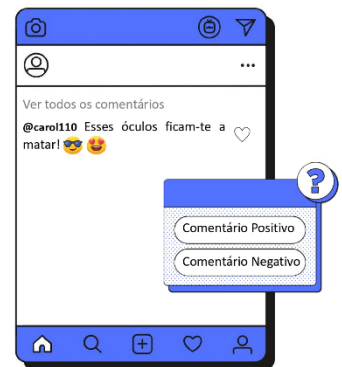 Ver todos os comentários
@carol110 Esses óculos ficam-te a
matar! 😎 😍
?
Comentário Positivo
Comentário Negativo